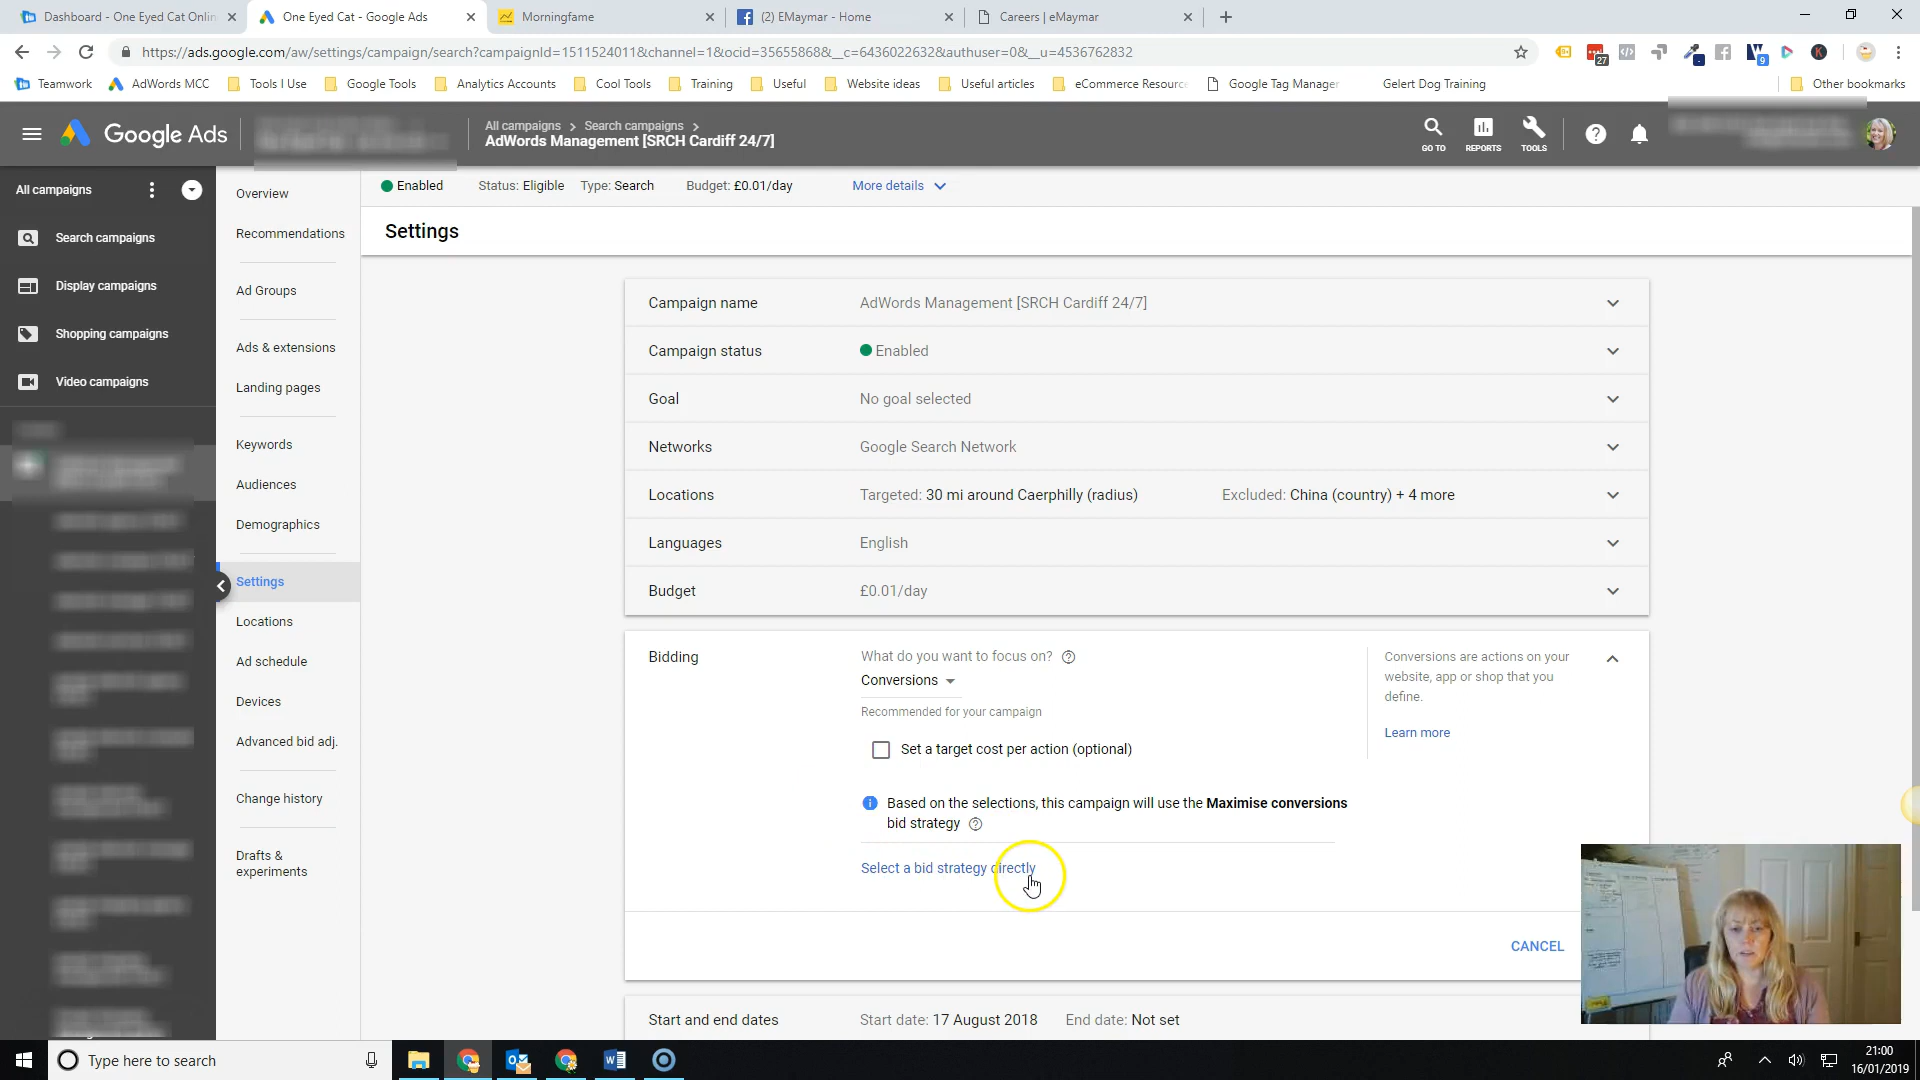 Dashboard - One Eyed Cat Onlin
One Eyed Cat - Google Ads
Morningfame
(2) EMaymar - Home
Careers | eMaymar
https://ads.google.com/aw/settings/campaign/search?campaignId=1511524011&channel=1&ocid=35655868&__c=6436022632&authuser=0&__u=4536762832
27
9
Teamwork
AdWords MCC
Tools I Use
Google Tools
Analytics Accounts
Cool Tools
Training
Useful
Website ideas
Useful articles
eCommerce Resourc
Google Tag Manager
Gelert Dog Training
Other bookmarks
Google Ads
All campaigns > Search campaigns >
AdWords Management [SRCH Cardiff 24/7]
GO TO
REPORTS
TOOLS
All campaigns
Search campaigns
Display campaigns
Shopping campaigns
Video campaigns
Overview
Recommendations
Ad Groups
Ads & extensions
Landing pages
Keywords
Audiences
Demographics
Settings
Locations
Ad schedule
Devices
Advanced bid adj.
Change history
Drafts &
experiments
Enabled Status: Eligible Type: Search Budget: £0.01/day More details
Settings
Campaign name AdWords Management [SRCH Cardiff 24/7]
Campaign status Enabled
Goal No goal selected
Networks Google Search Network
Locations Targeted: 30 mi around Caerphilly (radius) Excluded: China (country) + 4 more
Languages English
Budget £0.01/day
Bidding
What do you want to focus on?
Conversions
Recommended for your campaign
Set a target cost per action (optional)
Based on the selections, this campaign will use the Maximise conversions
bid strategy
Select a bid strategy directly
Conversions are actions on your
website, app or shop that you
define.
Learn more
CANCEL
Start and end dates Start date: 17 August 2018 End date: Not set
Type here to search
21:00
16/01/2019